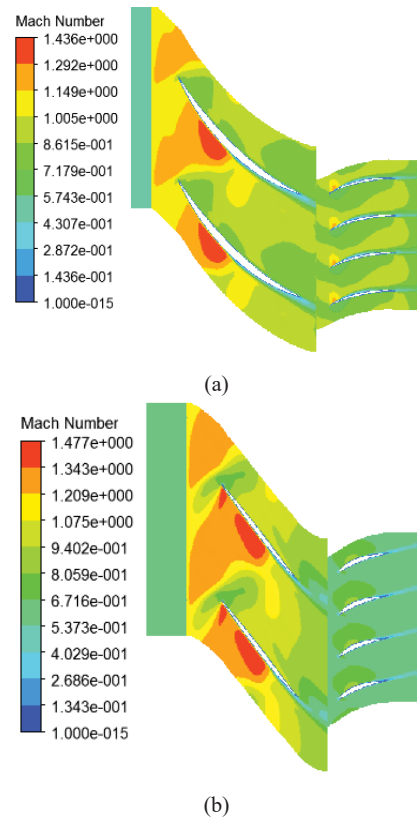 Mach Number
1.436e+000
1.292e+000
1.149e+000
1.005e+000
8.615e-001
7.179e+001
5.743e+001
4.307e-001
2.872e-001
1.436e-001
1.000e-015
(a)
Mach Number
1.477e+000
1.343e+000
1.209e+000
1.075e+000
9.402e-001
8.059e-001
6.716e-001
5.373e-001
4.029e-001
2.686e-001
1.343e-001
1.000e-015
(b)